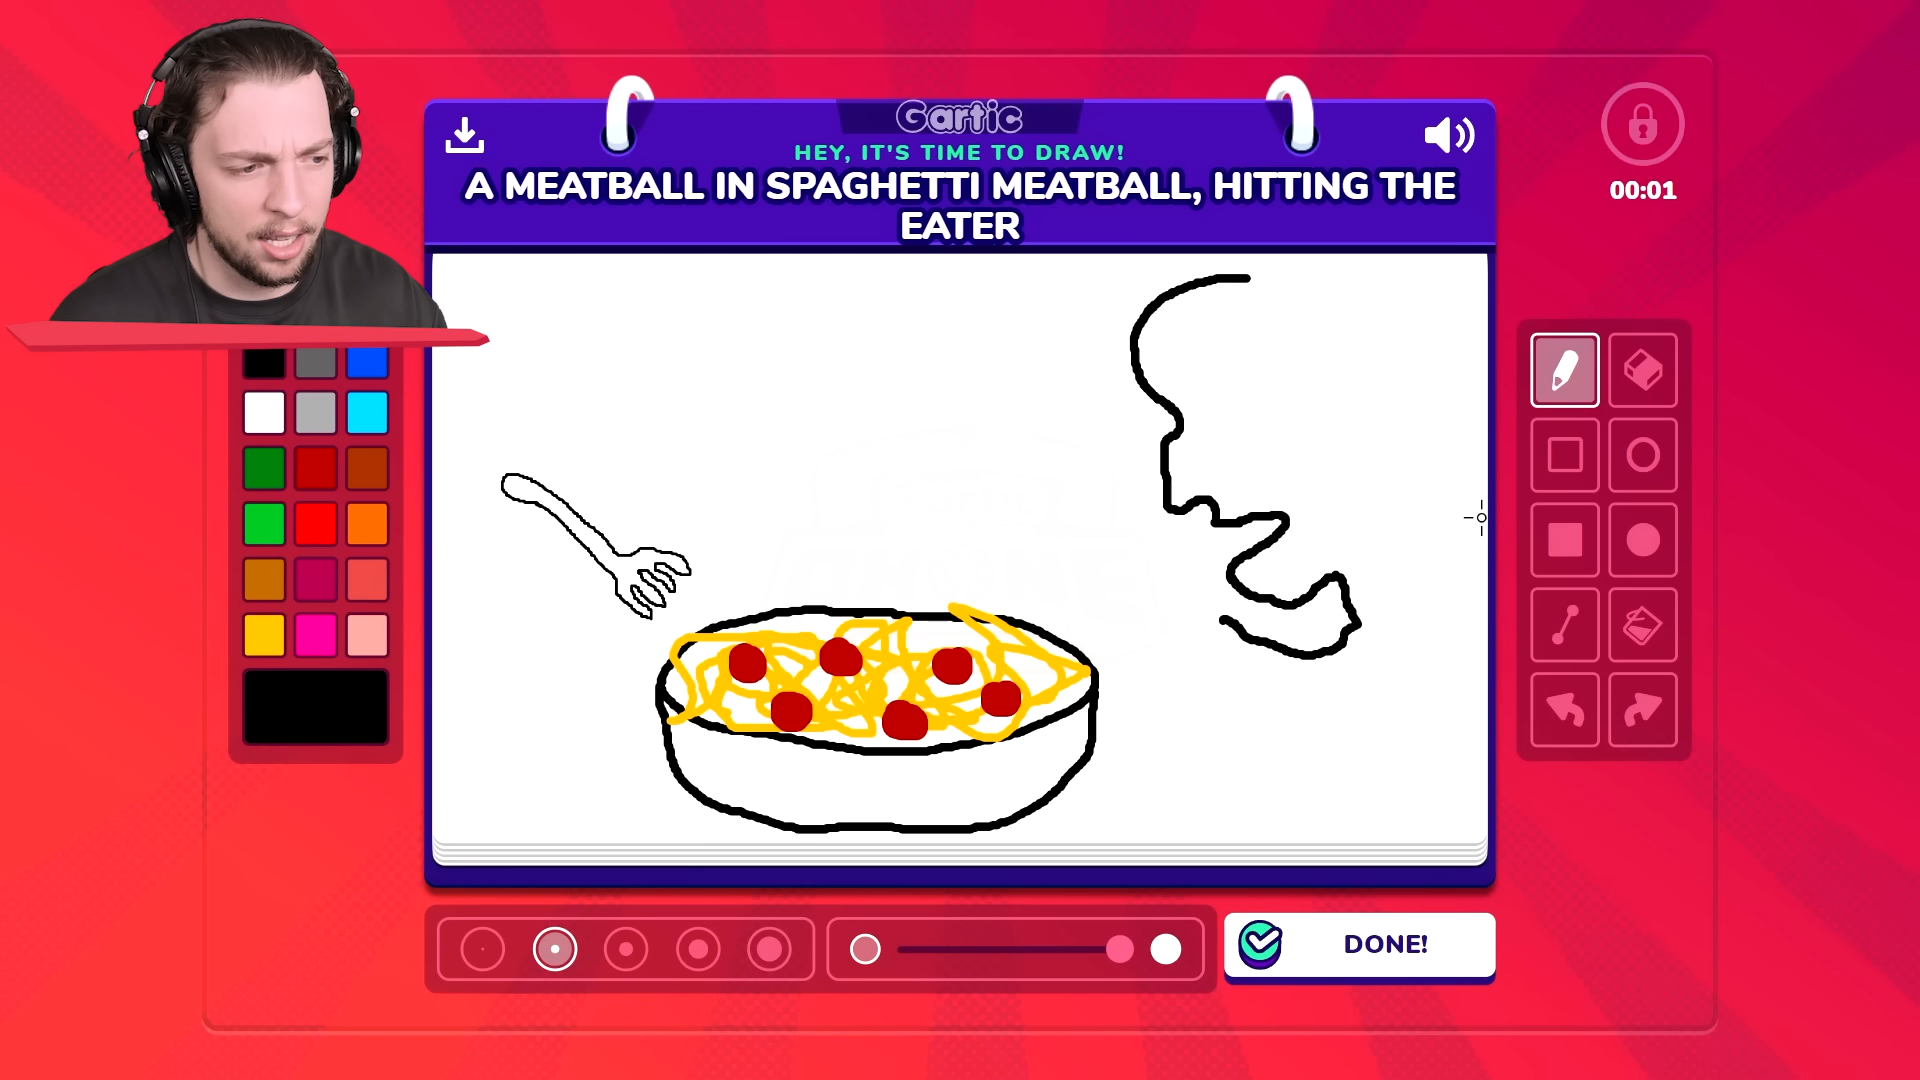 Gartic
HEY, IT'S TIME TO DRAW!
A MEATBALL IN SPAGHETTI MEATBALL, HITTING THE
EATER
00:01
DONE!